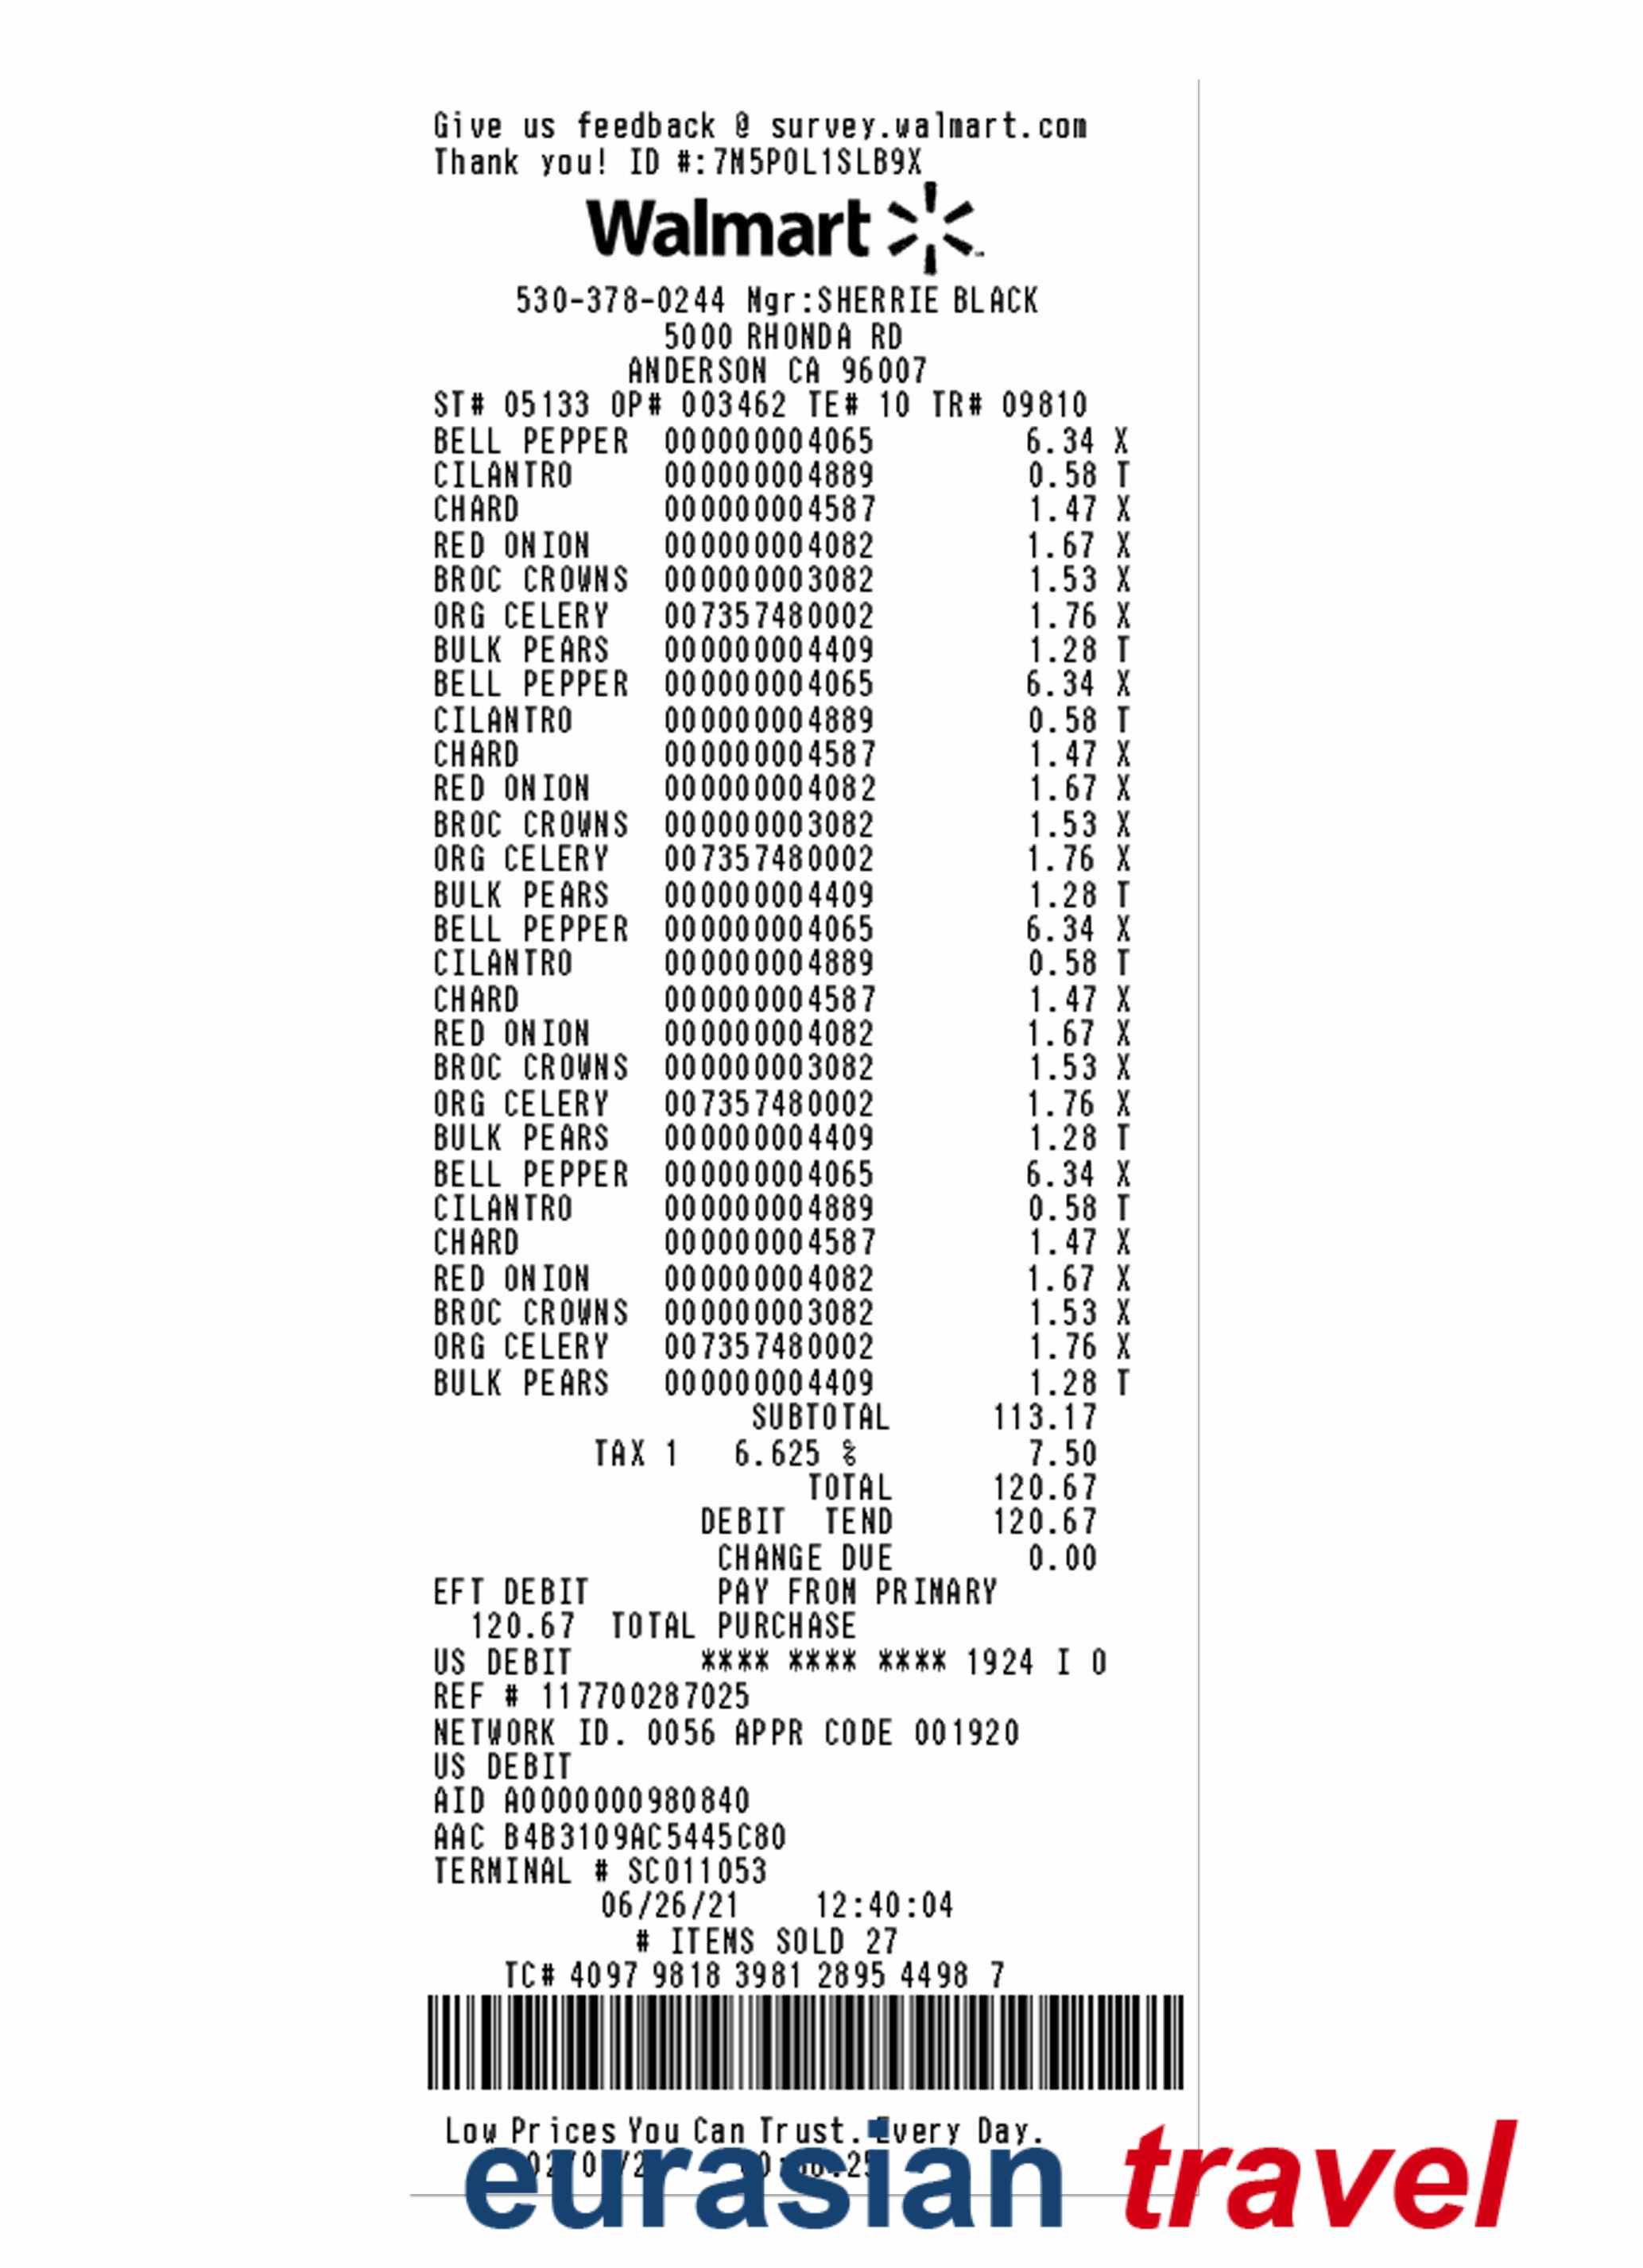 Give us feedback @ survey.walmart.com
Thank you! ID #:7M5P0L1SLB9X
Walmart
530-378-0244 Mgr:SHERRIE BLACK
5000 RHONDA RD
ANDERSON CA 96007
ST# 05133 OP# 003462 TE# 10 TR# 09810
BELL PEPPER 000000004065 6.34 X
CILANTRO 000000004889 0.58 T
CHARD 000000004587 1.47 X
RED ONION 000000004082 1.67 X
BROC CROWNS 000000003082 1.53 X
ORG CELERY 007357480002 1.76 X
BULK PEARS 000000004409 1.28 T
BELL PEPPER 000000004065 6.34 X
CILANTRO 000000004889 0.58 T
CHARD 000000004587 1.47 X
RED ONION 000000004082 1.67 X
BROC CROWNS 000000003082 1.53 X
ORG CELERY 007357480002 1.76 X
BULK PEARS 000000004409 1.28 T
BELL PEPPER 000000004065 6.34 X
CILANTRO 000000004889 0.58 T
CHARD 000000004587 1.47 X
RED ONION 000000004082 1.67 X
BROC CROWNS 000000003082 1.53 X
ORG CELERY 007357480002 1.76 X
BULK PEARS 000000004409 1.28 T
BELL PEPPER 000000004065 6.34 X
CILANTRO 000000004889 0.58 T
CHARD 000000004587 1.47 X
RED ONION 000000004082 1.67 X
BROC CROWNS 000000003082 1.53 X
ORG CELERY 007357480002 1.76 X
BULK PEARS 000000004409 1.28 T
SUBTOTAL 113.17
TAX 1 6.625 % 7.50
TOTAL 120.67
DEBIT TEND 120.67
CHANGE DUE 0.00
EFT DEBIT PAY FROM PRIMARY
120.67 TOTAL PURCHASE
US DEBIT **** **** **** 1924 I 0
REF # 117700287025
NETWORK ID. 0056 APPR CODE 001920
US DEBIT
AID A0000000980840
AAC B4B3109AC5445C80
TERMINAL # SC011053
06/26/21 12:40:04
# ITEMS SOLD 27
TC# 4097 9818 3981 2895 4498 7
Low Prices You Can Trust. Every Day.
eurasian travel